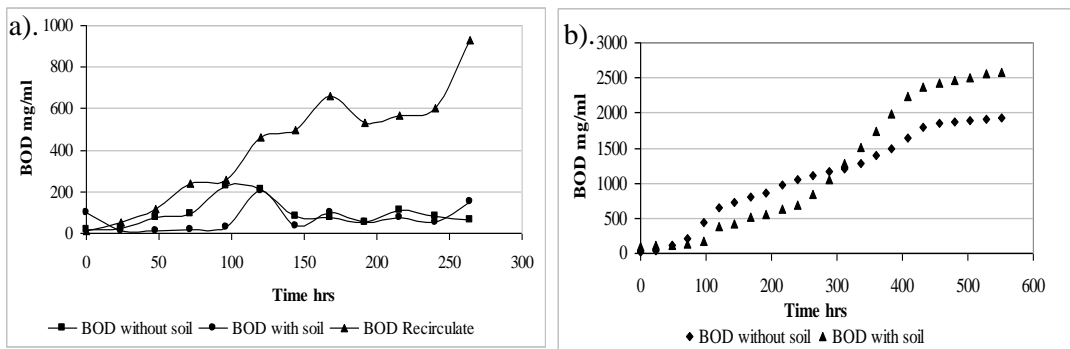 a).
1000
800
600
400
200
0
BOD mg/ml
0 50 100 150 200 250 300
Time hrs
BOD without soil BOD with soil BOD Recirculate
b).
3000
2500
2000
1500
1000
500
0
BOD mg/ml
0 100 200 300 400 500 600
Time hrs
BOD without soil BOD with soil